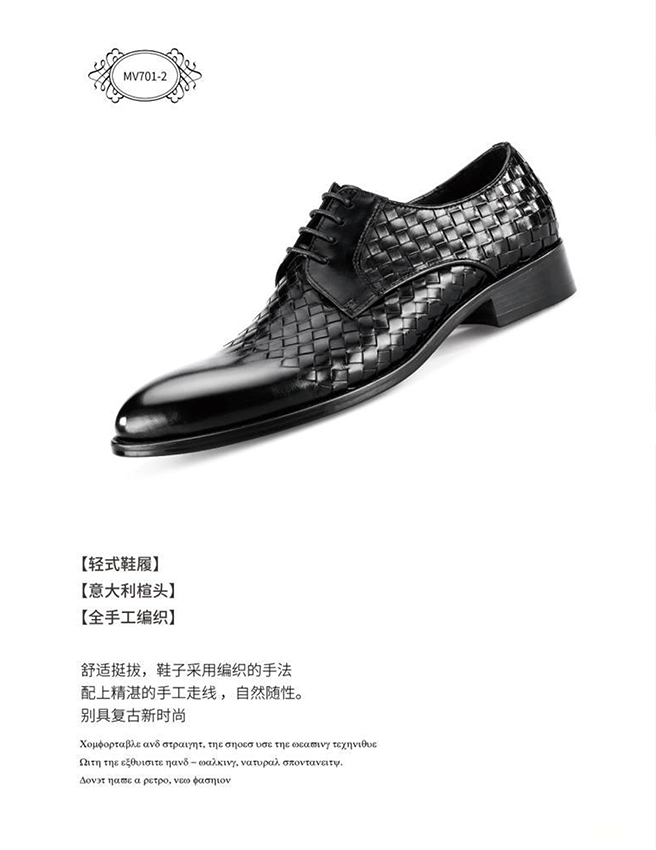 MV701-2
【轻式鞋履】
【意大利楦头】
【全手工编织】
舒适挺拔，鞋子采用编织的手法
配上精湛的手工走线，自然随性。
别具复古新时尚
Χομφορταβλε ανδ στραιγητ, τηε σηοεσ υσε τηε ωεαπινγ τεχηνιθυε
Ωιτη τηε εξθυισιτε ηανδ – ωαλκινγ, νατυραλ σποντανειτψ.
Δονэτ ηαπε α ρετρο, νεω φασηιον